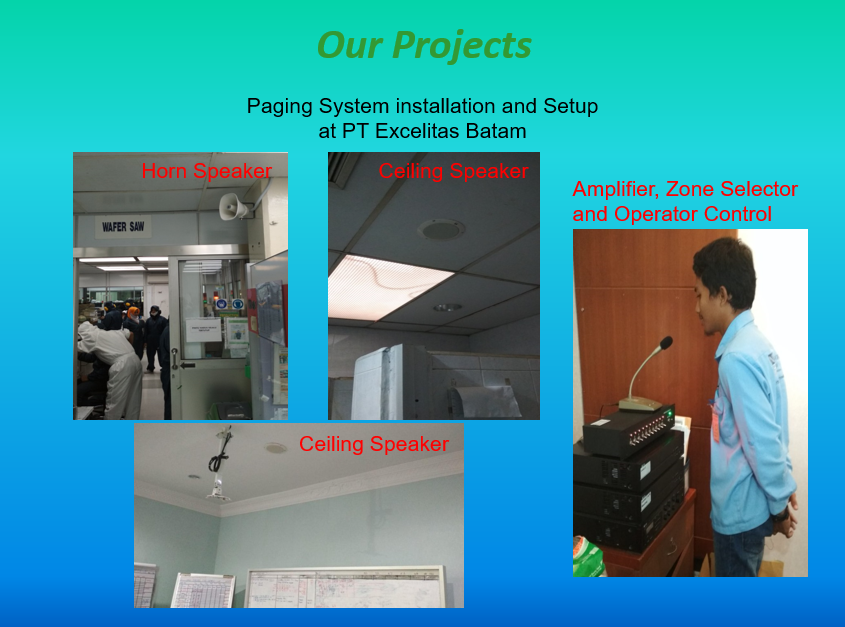 Our Projects
Paging System installation and Setup
at PT Excelitas Batam
Horn Speaker
WAFER SAW
Ceiling Speaker
Amplifier, Zone Selector
and Operator Control
Ceiling Speaker